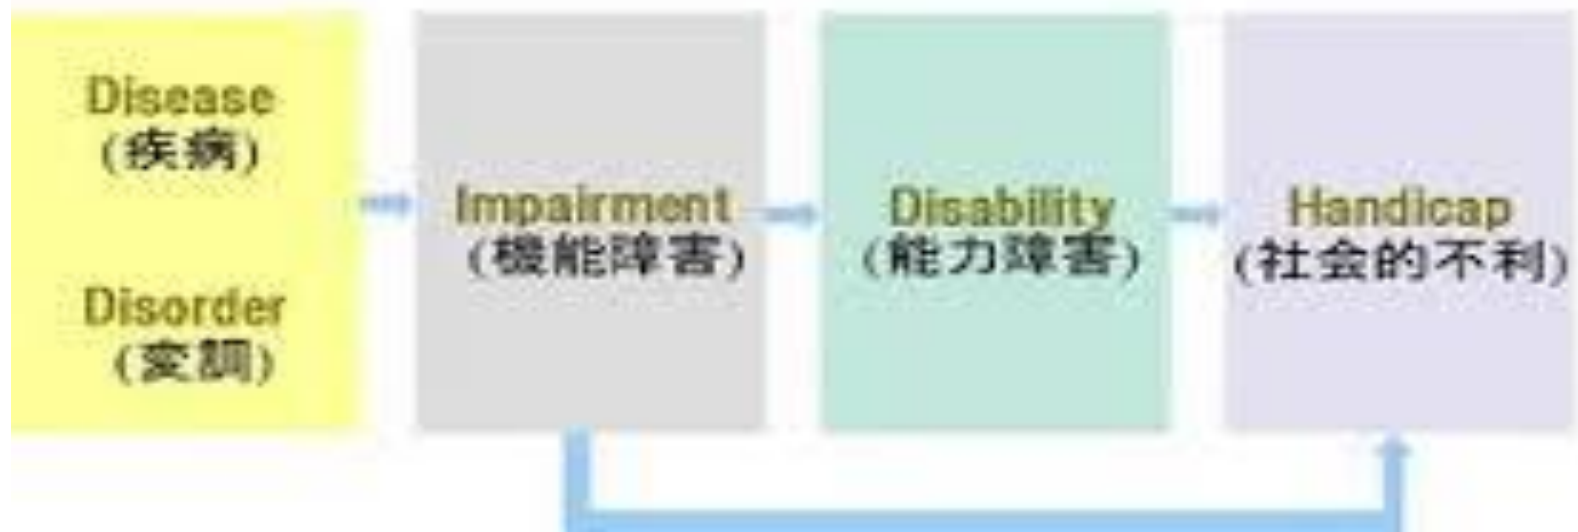 Disease
(疾病)
Disorder
(変調)
Impairment
(機能障害)
Disability
(能力障害)
Handicap
(社会的不利)